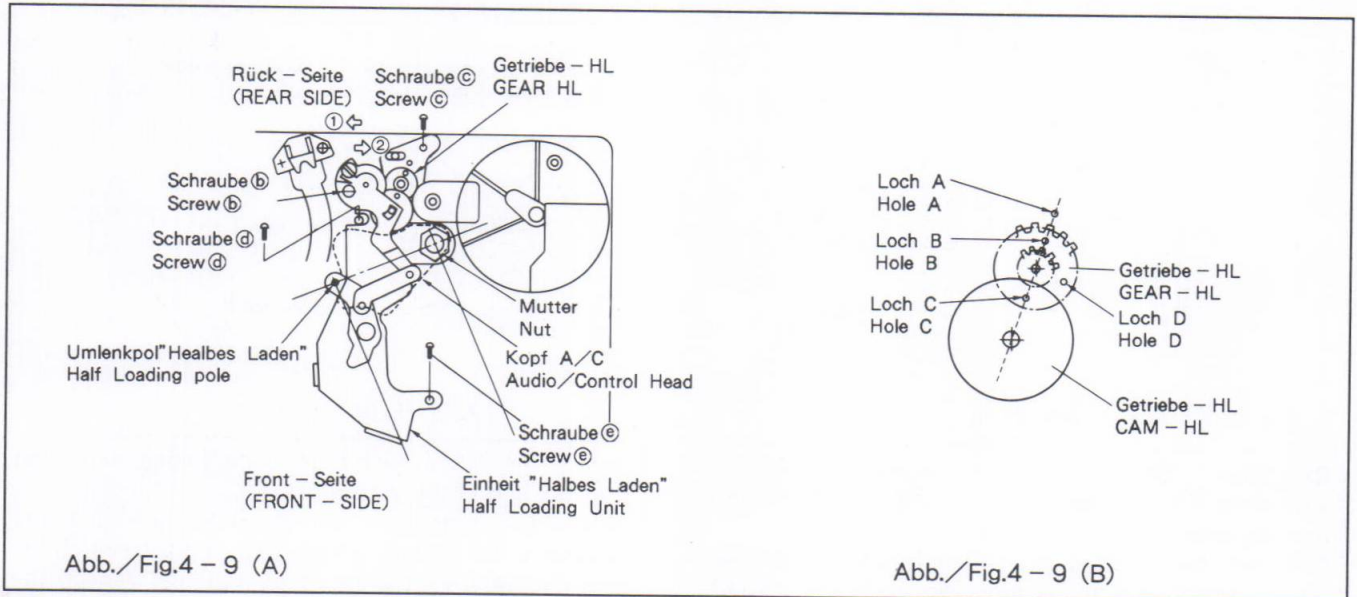 Rück – Seite
(REAR SIDE)
Schraube ⓒ
Screw ⓒ
Getriebe – HL
GEAR HL
①
②
Schraube ⓑ
Screw ⓑ
Schraube ⓓ
Screw ⓓ
Mutter
Nut
Umlenkpol"Healbes Laden"
Half Loading pole
Kopf A/C
Audio/Control Head
Schraube ⓔ
Screw ⓔ
Front – Seite
(FRONT – SIDE)
Einheit "Halbes Laden"
Half Loading Unit
Abb./Fig.4 – 9 (A)
Loch A
Hole A
Loch B
Hole B
Getriebe – HL
GEAR – HL
Loch C
Hole C
Loch D
Hole D
Getriebe – HL
CAM – HL
Abb./Fig.4 – 9 (B)